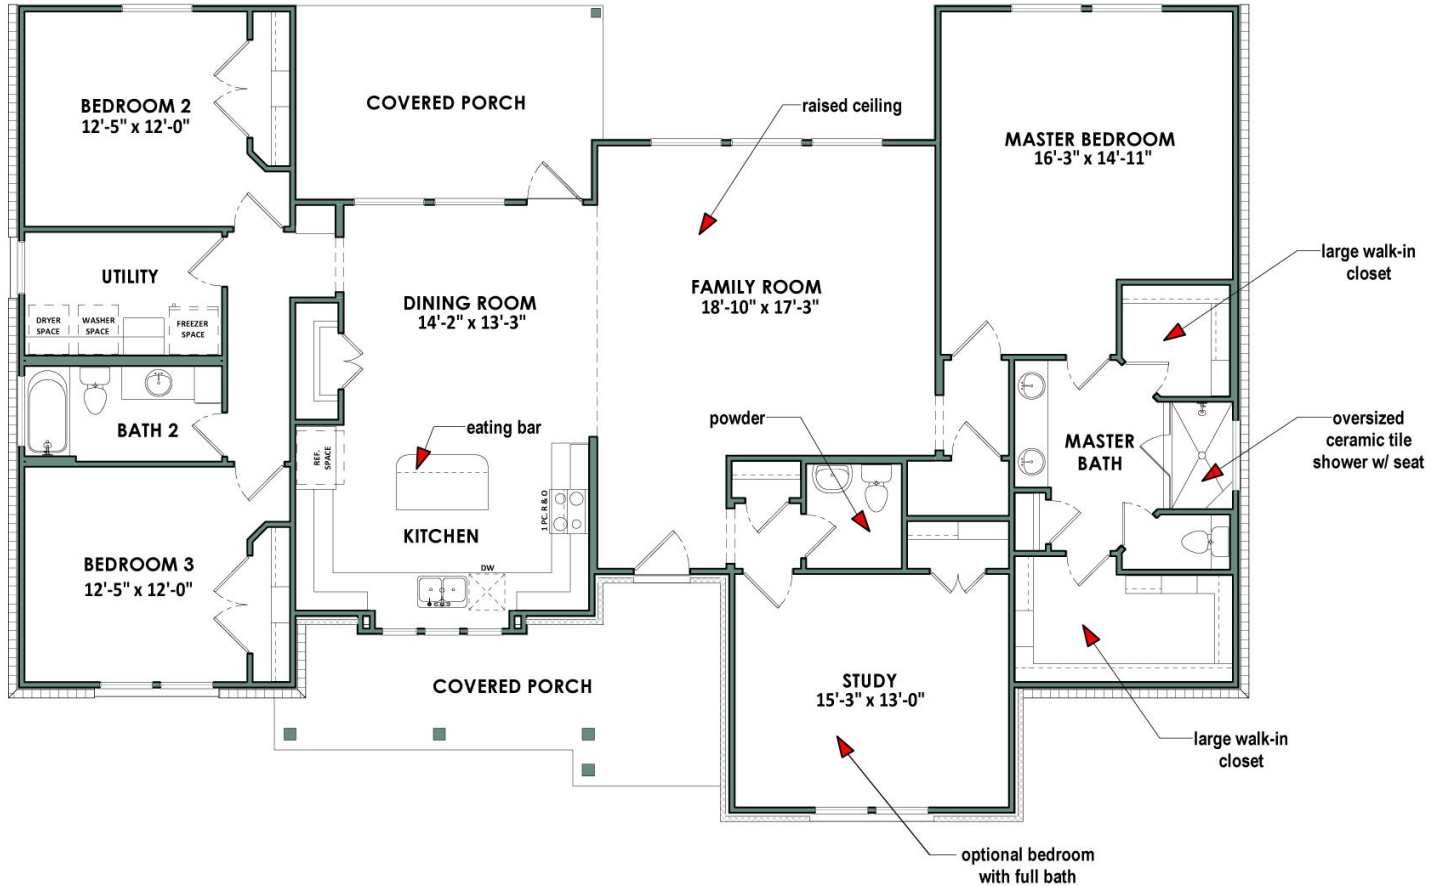 BEDROOM 2
12'-5" x 12'-0"
COVERED PORCH
raised ceiling
MASTER BEDROOM
16'-3" x 14'-11"
UTILITY
DRYER
SPACE
WASHER
SPACE
FREEZER
SPACE
DINING ROOM
14'-2" x 13'-3"
FAMILY ROOM
18'-10" x 17'-3"
large walk-in
closet
BATH 2
REF.
SPACE
eating bar
powder
MASTER
BATH
oversized
ceramic tile
shower w/ seat
KITCHEN
1 PC. R & O
DW
BEDROOM 3
12'-5" x 12'-0"
COVERED PORCH
STUDY
15'-3" x 13'-0"
large walk-in
closet
optional bedroom
with full bath